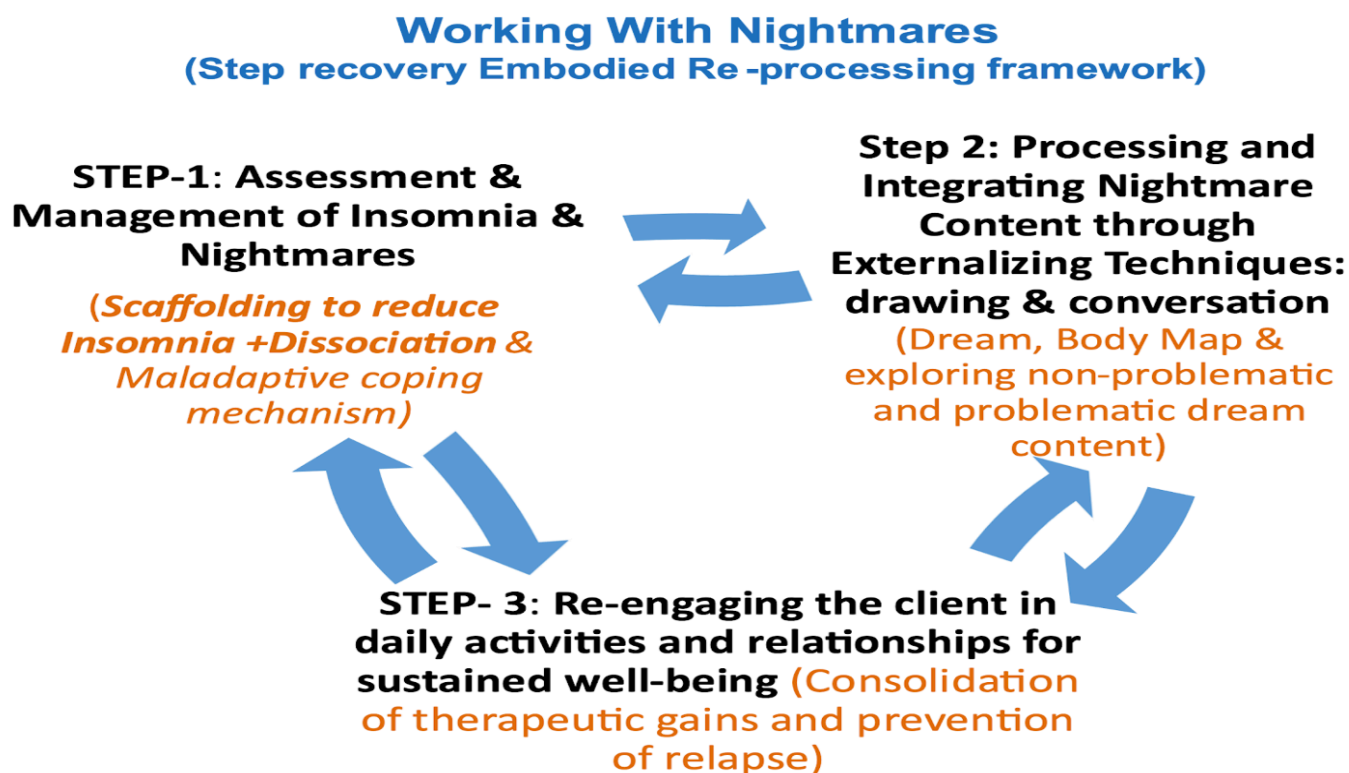 Working With Nightmares
(Step recovery Embodied Re-processing framework)
STEP-1: Assessment &
Management of Insomnia &
Nightmares
(Scaffolding to reduce
Insomnia +Dissociation &
Maladaptive coping
mechanism)
Step 2: Processing and
Integrating Nightmare
Content through
Externalizing Techniques:
drawing & conversation
(Dream, Body Map &
exploring non-problematic
and problematic dream
content)
STEP- 3: Re-engaging the client in
daily activities and relationships for
sustained well-being (Consolidation
of therapeutic gains and prevention
of relapse)